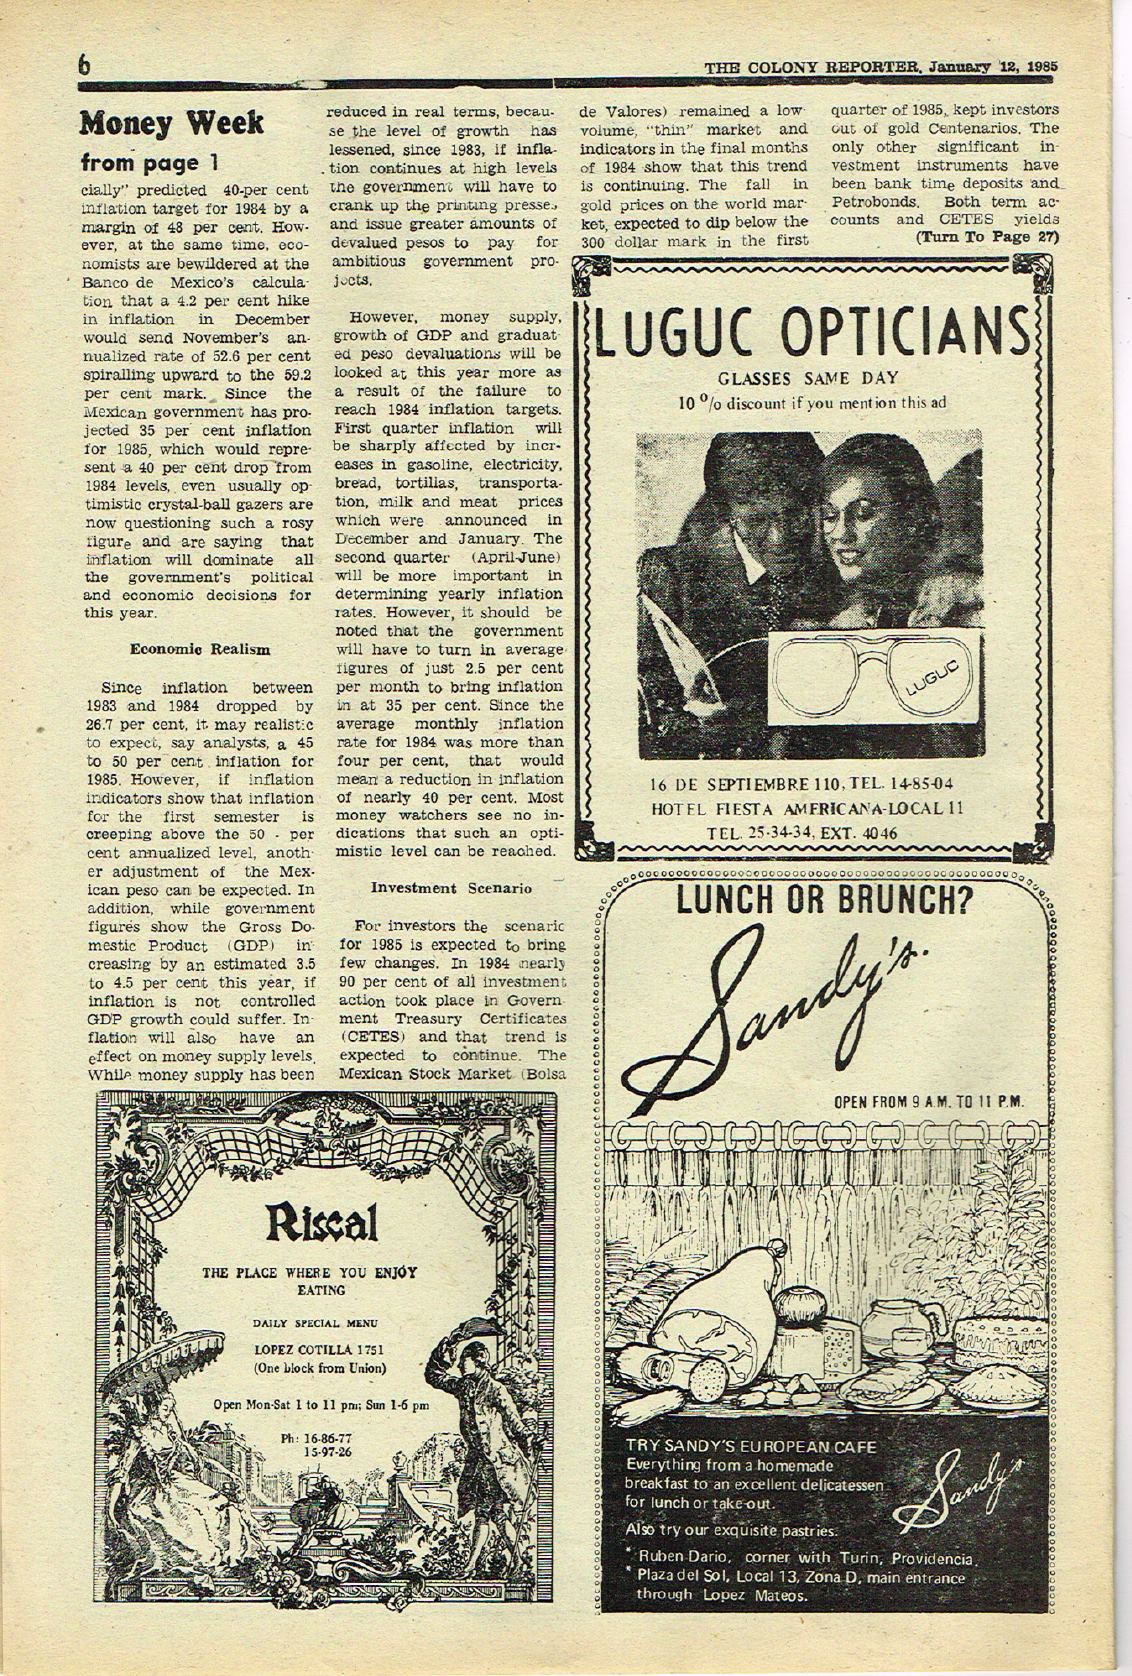 6
THE COLONY REPORTER, January 12, 1985
Money Week
from page 1
cially" predicted 40-per cent
inflation target for 1984 by a
margin of 48 per cent. How-
ever, at the same time, eco-
nomists are bewildered at the
Banco de Mexico's calcula-
tion that a 4.2 per cent hike
in inflation in December
would send November's an-
nualized rate of 52.6 per cent
spiralling upward to the 59.2
per cent mark. Since the
Mexican government has pro-
jected 35 per cent inflation
for 1985, which would repre-
sent a 40 per cent drop from
1984 levels, even usually op-
timistic crystal-ball gazers are
now questioning such a rosy
figure and are saying that
inflation will dominate all
the government's political
and economic decisions for
this year.
Economic Realism
Since inflation between
1983 and 1984 dropped by
26.7 per cent, it may realistic
to expect, say analysts, a 45
to 50 per cent inflation for
1985. However, if inflation
indicators show that inflation
for the first semester is
creeping above the 50 - per
cent annualized level, anoth-
er adjustment of the Mex-
ican peso can be expected. In
addition, while government
figures show the Gross Do-
mestic Product (GDP) in-
creasing by an estimated 3.5
to 4.5 per cent this year, if
inflation is not controlled
GDP growth could suffer. In-
flation will also have an
effect on money supply levels.
While money supply has been
reduced in real terms, becau-
se the level of growth has
lessened, since 1983, if infla-
tion continues at high levels
the government will have to
crank up the printing presses
and issue greater amounts of
devalued pesos to pay for
ambitious government pro-
jects.
However, money supply,
growth of GDP and graduat-
ed peso devaluations will be
looked at this year more as
a result of the failure to
reach 1984 inflation targets.
First quarter inflation will
be sharply affected by incr-
eases in gasoline, electricity,
bread, tortillas, transporta-
tion, milk and meat prices
which were announced in
December and January. The
second quarter (April-June)
will be more important in
determining yearly inflation
rates. However, it should be
noted that the government
will have to turn in average
figures of just 2.5 per cent
per month to bring inflation
in at 35 per cent. Since the
average monthly inflation
rate for 1984 was more than
four per cent, that would
mean a reduction in inflation
of nearly 40 per cent. Most
money watchers see no in-
dications that such an opti-
mistic level can be reached.
Investment Scenario
For investors the scenario
for 1985 is expected to bring
few changes. In 1984 nearly
90 per cent of all investment
action took place in Govern-
ment Treasury Certificates
(CETES) and that trend is
expected to continue. The
Mexican Stock Market (Bolsa
de Valores) remained a low
volume, "thin" market and
indicators in the final months
of 1984 show that this trend
is continuing. The fall in
gold prices on the world mar-
ket, expected to dip below the
300 dollar mark in the first
quarter of 1985, kept investors
out of gold Centenarios. The
only other significant in-
vestment instruments have
been bank time deposits and
Petrobonds. Both term ac-
counts and CETES yields
(Turn To Page 27)
LUGUC OPTICIANS
GLASSES SAME DAY
10 % discount if you mention this ad
LUGUC
16 DE SEPTIEMBRE 110, TEL. 14-85-04
HOTEL FIESTA AMERICANA-LOCAL 11
TEL. 25-34-34, EXT. 4046
LUNCH OR BRUNCH?
Sandy's.
OPEN FROM 9 A.M. TO 11 P.M.
TRY SANDY'S EUROPEAN CAFE
Everything from a homemade
breakfast to an excellent delicatessen
for lunch or take-out.
Also try our exquisite pastries.
* Ruben Dario, corner with Turin, Providencia.
* Plaza del Sol, Local 13, Zona D, main entrance
through Lopez Mateos.
Sandy's
Riscal
THE PLACE WHERE YOU ENJOY
EATING
DAILY SPECIAL MENU
LOPEZ COTILLA 1751
(One block from Union)
Open Mon-Sat 1 to 11 pm; Sun 1-6 pm
Ph: 16-86-77
15-97-26